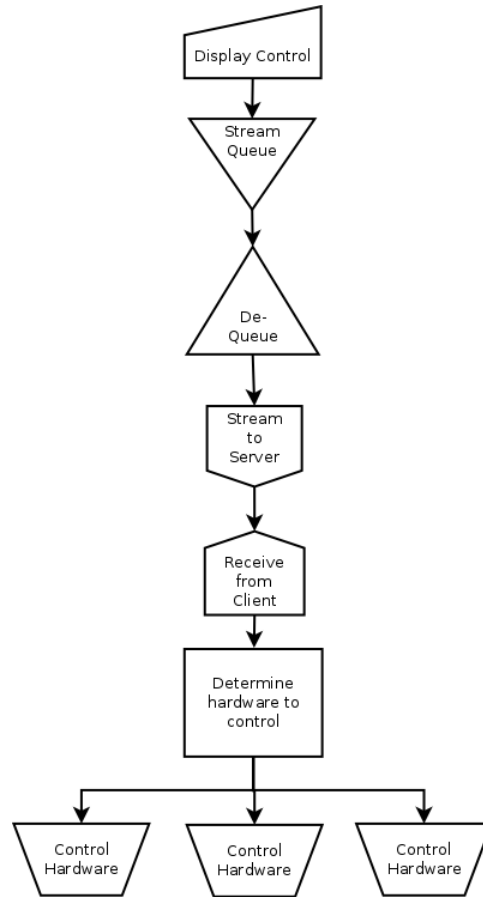 Display Control
Stream
Queue
De-
Queue
Stream
to
Server
Receive
from
Client
Determine
hardware to
control
Control
Hardware
Control
Hardware
Control
Hardware